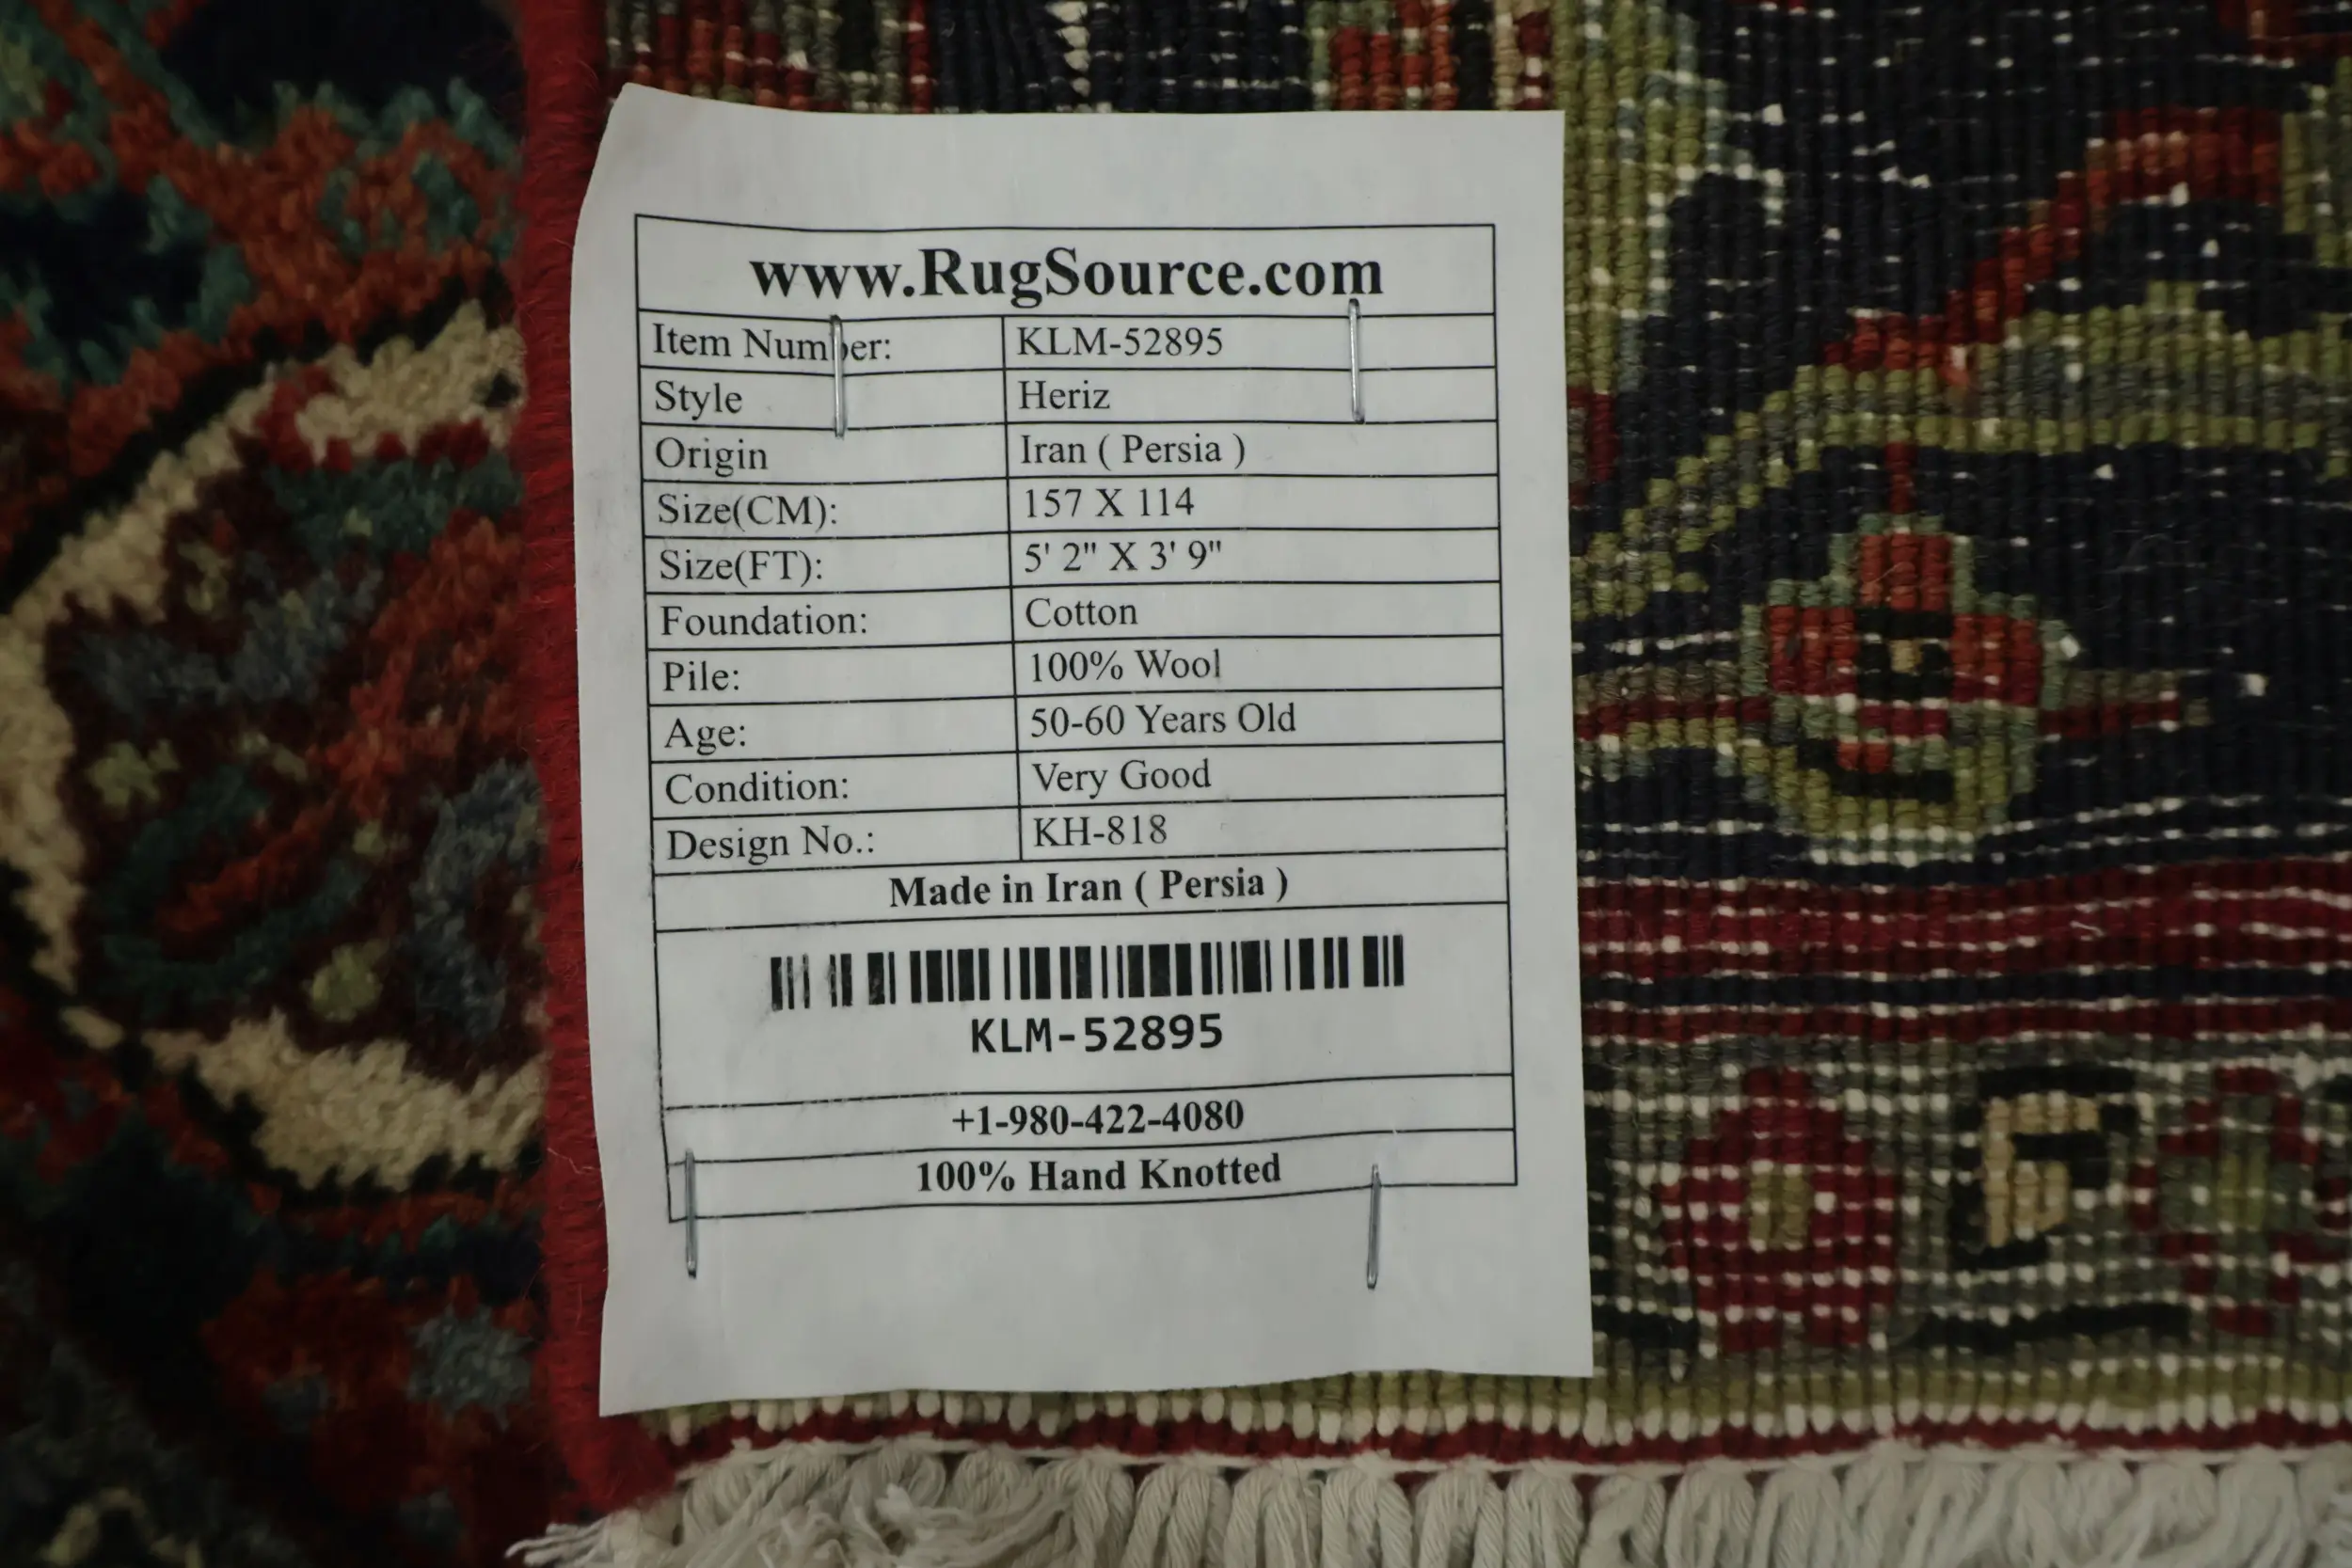 www.RugSource.com
Item Number: KLM-52895
Style Heriz
Origin Iran ( Persia )
Size(CM): 157 X 114
Size(FT): 5' 2" X 3' 9"
Foundation: Cotton
Pile: 100% Wool
Age: 50-60 Years Old
Condition: Very Good
Design No.: KH-818
Made in Iran ( Persia )
KLM-52895
+1-980-422-4080
100% Hand Knotted